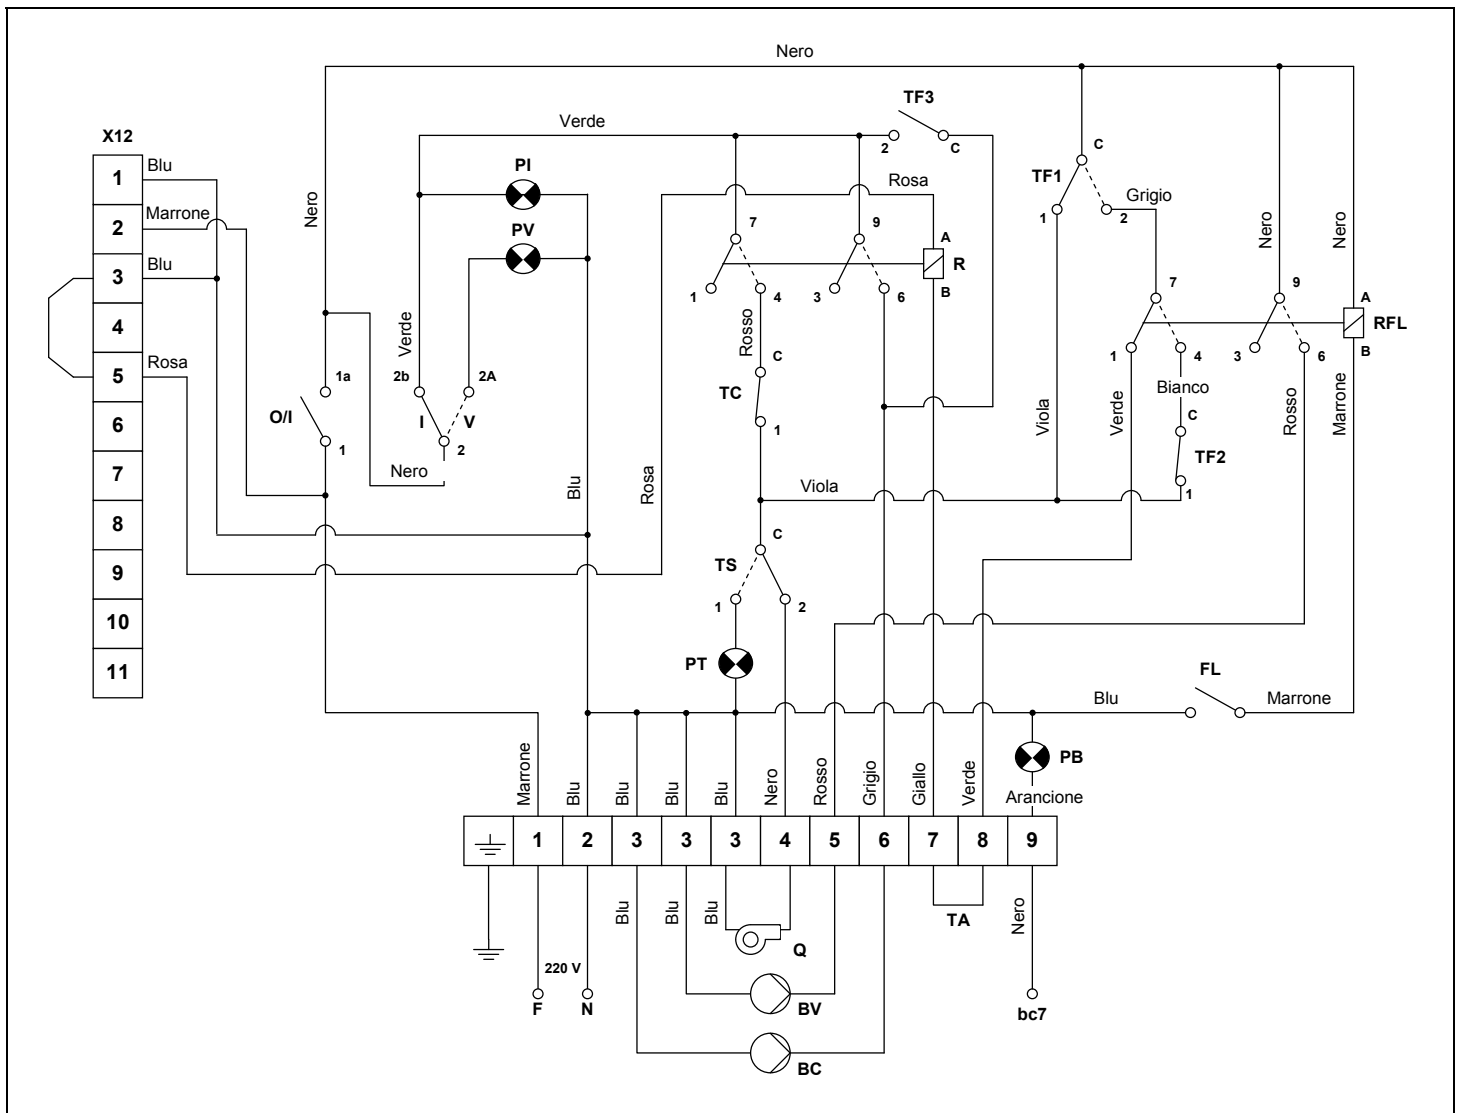 Nero
TF3
X12
Verde
2
C
C
1
Blu
PI
TF1
Rosa
Grigio
Nero
1
2
2
Marrone
PV
7
9
A
Nero
Nero
3
Blu
R
1
4
3
6
B
7
9
A
4
Verde
Rosso
RFL
5
Rosa
1
4
3
6
B
1a
2b
2A
C
Bianco
O/I
I
V
TC
Viola
Verde
C
Rosso
Marrone
6
1
2
1
TF2
7
Nero
Blu
Rosa
Viola
1
8
C
9
TS
1
2
10
11
PT
FL
Blu
Marrone
Marrone
Blu
Blu
Blu
Blu
Nero
Rosso
Grigio
Giallo
Verde
PB
Arancione
1
2
3
3
3
4
5
6
7
8
9
Blu
Blu
Blu
TA
Nero
Q
220 V
F
N
BV
bc7
BC